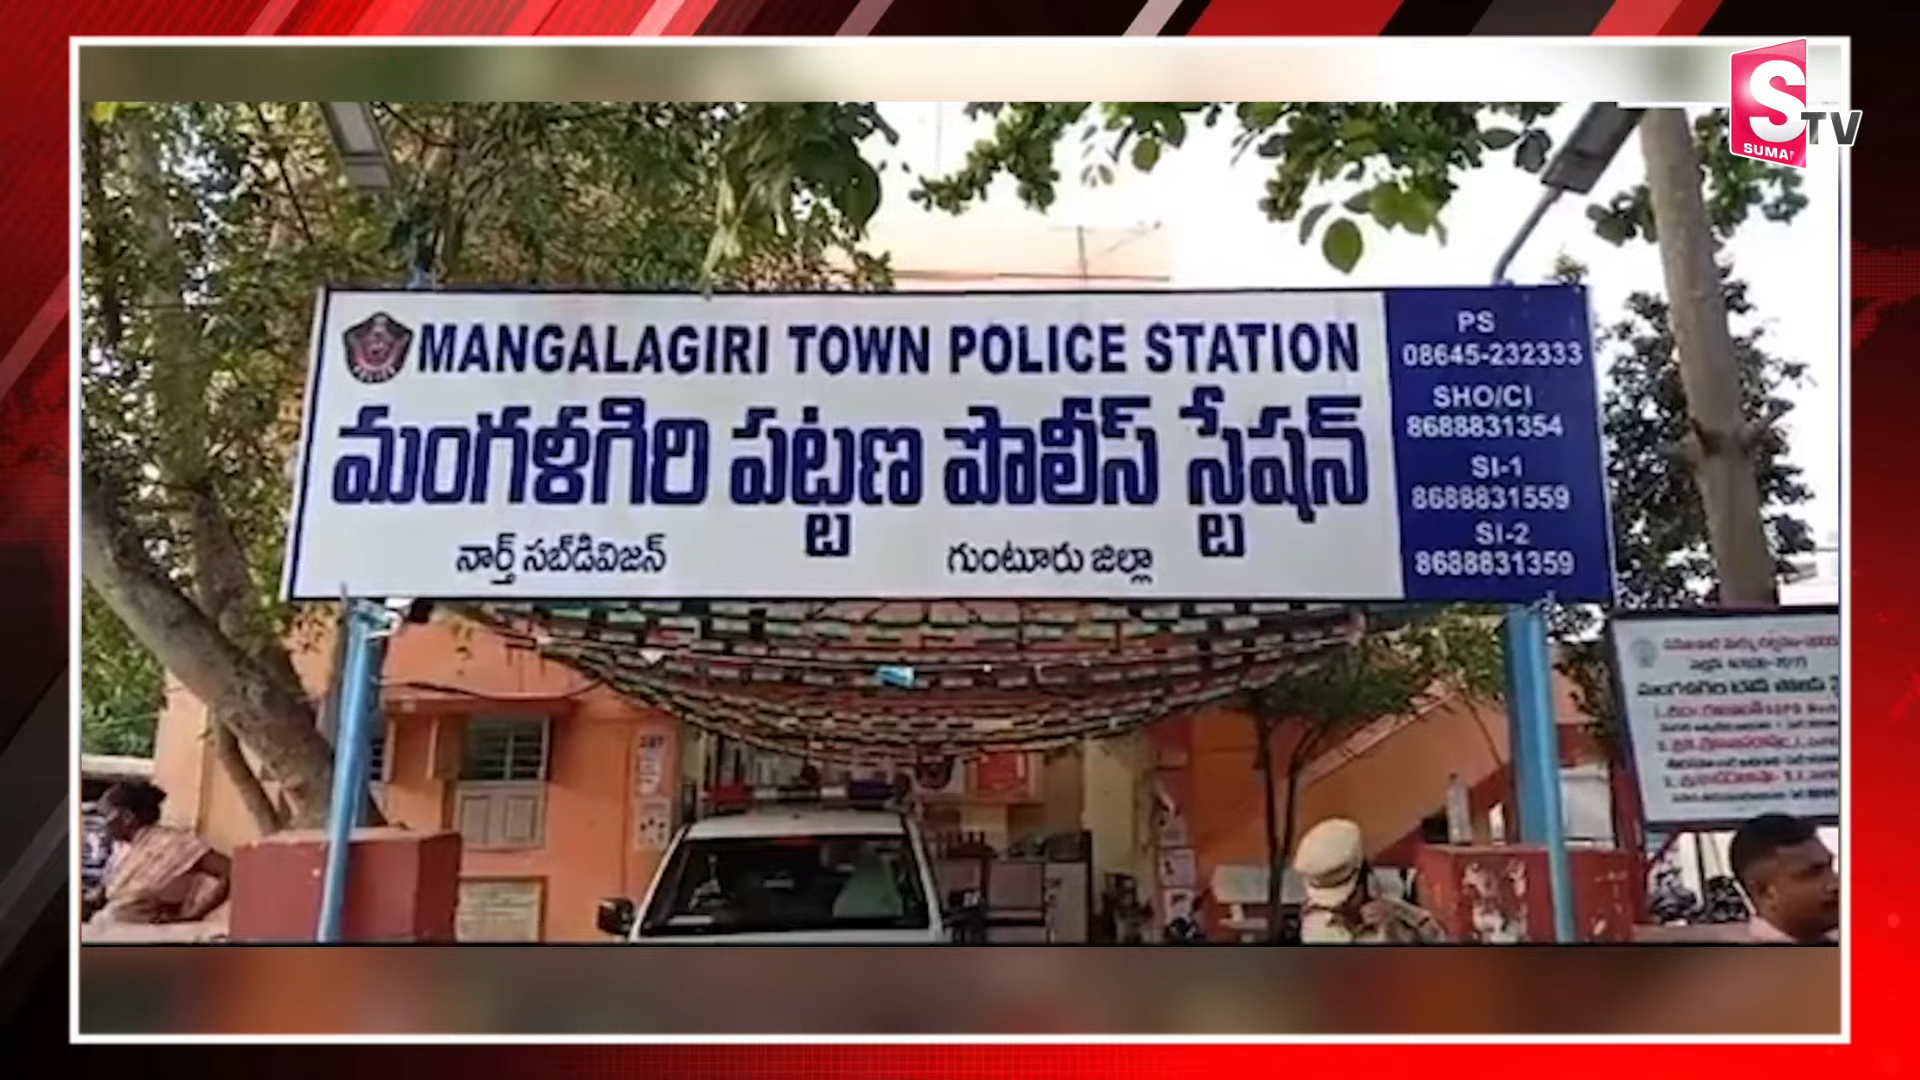 S
TV
SUMAN
MANGALAGIRI TOWN POLICE STATION
మంగళగిరి పట్టణ పొలీస్ స్టేషన్
నార్త్ సబ్‌డివిజన్ గుంటూరు జిల్లా
PS
08645-232333
SHO/CI
8688831354
SI-1
8688831559
SI-2
8688831359